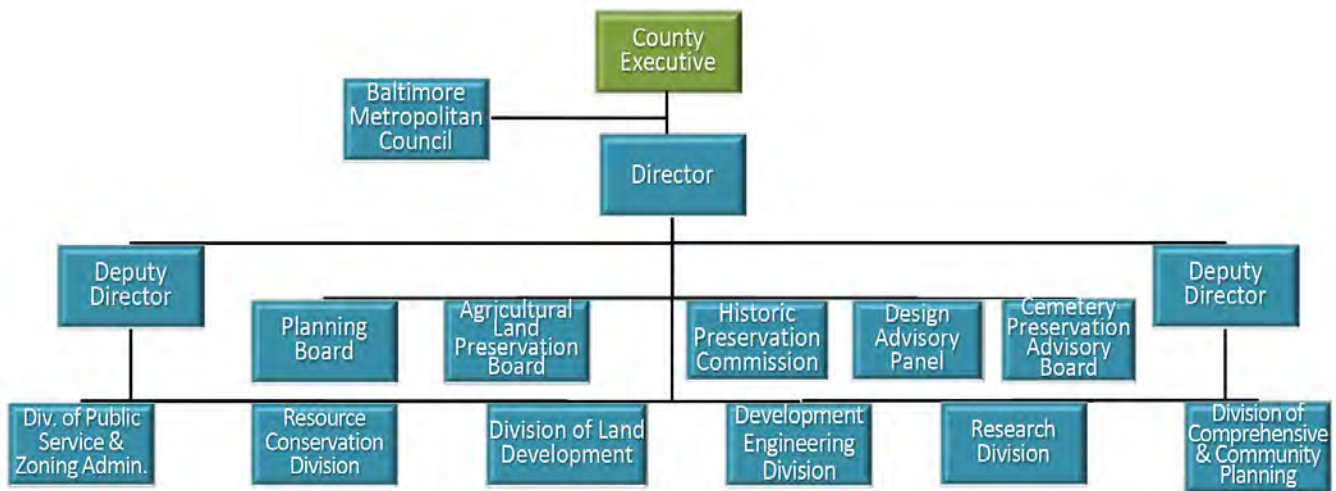 County
Executive
Baltimore
Metropolitan
Council
Director
Deputy
Director
Deputy
Director
Planning
Board
Agricultural
Land
Preservation
Board
Historic
Preservation
Commission
Design
Advisory
Panel
Cemetery
Preservation
Advisory
Board
Div. of Public
Service &
Zoning Admin.
Resource
Conservation
Division
Division of Land
Development
Development
Engineering
Division
Research
Division
Division of
Comprehensive
& Community
Planning